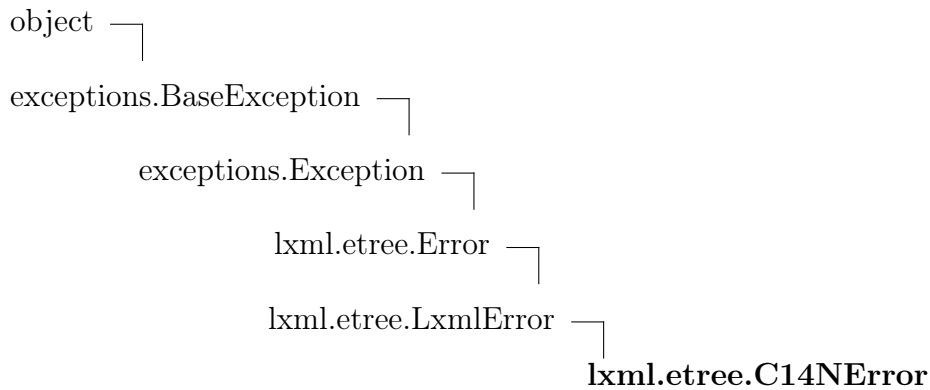 object
exceptions.BaseException
exceptions.Exception
lxml.etree.Error
lxml.etree.LxmlError
lxml.etree.C14NError